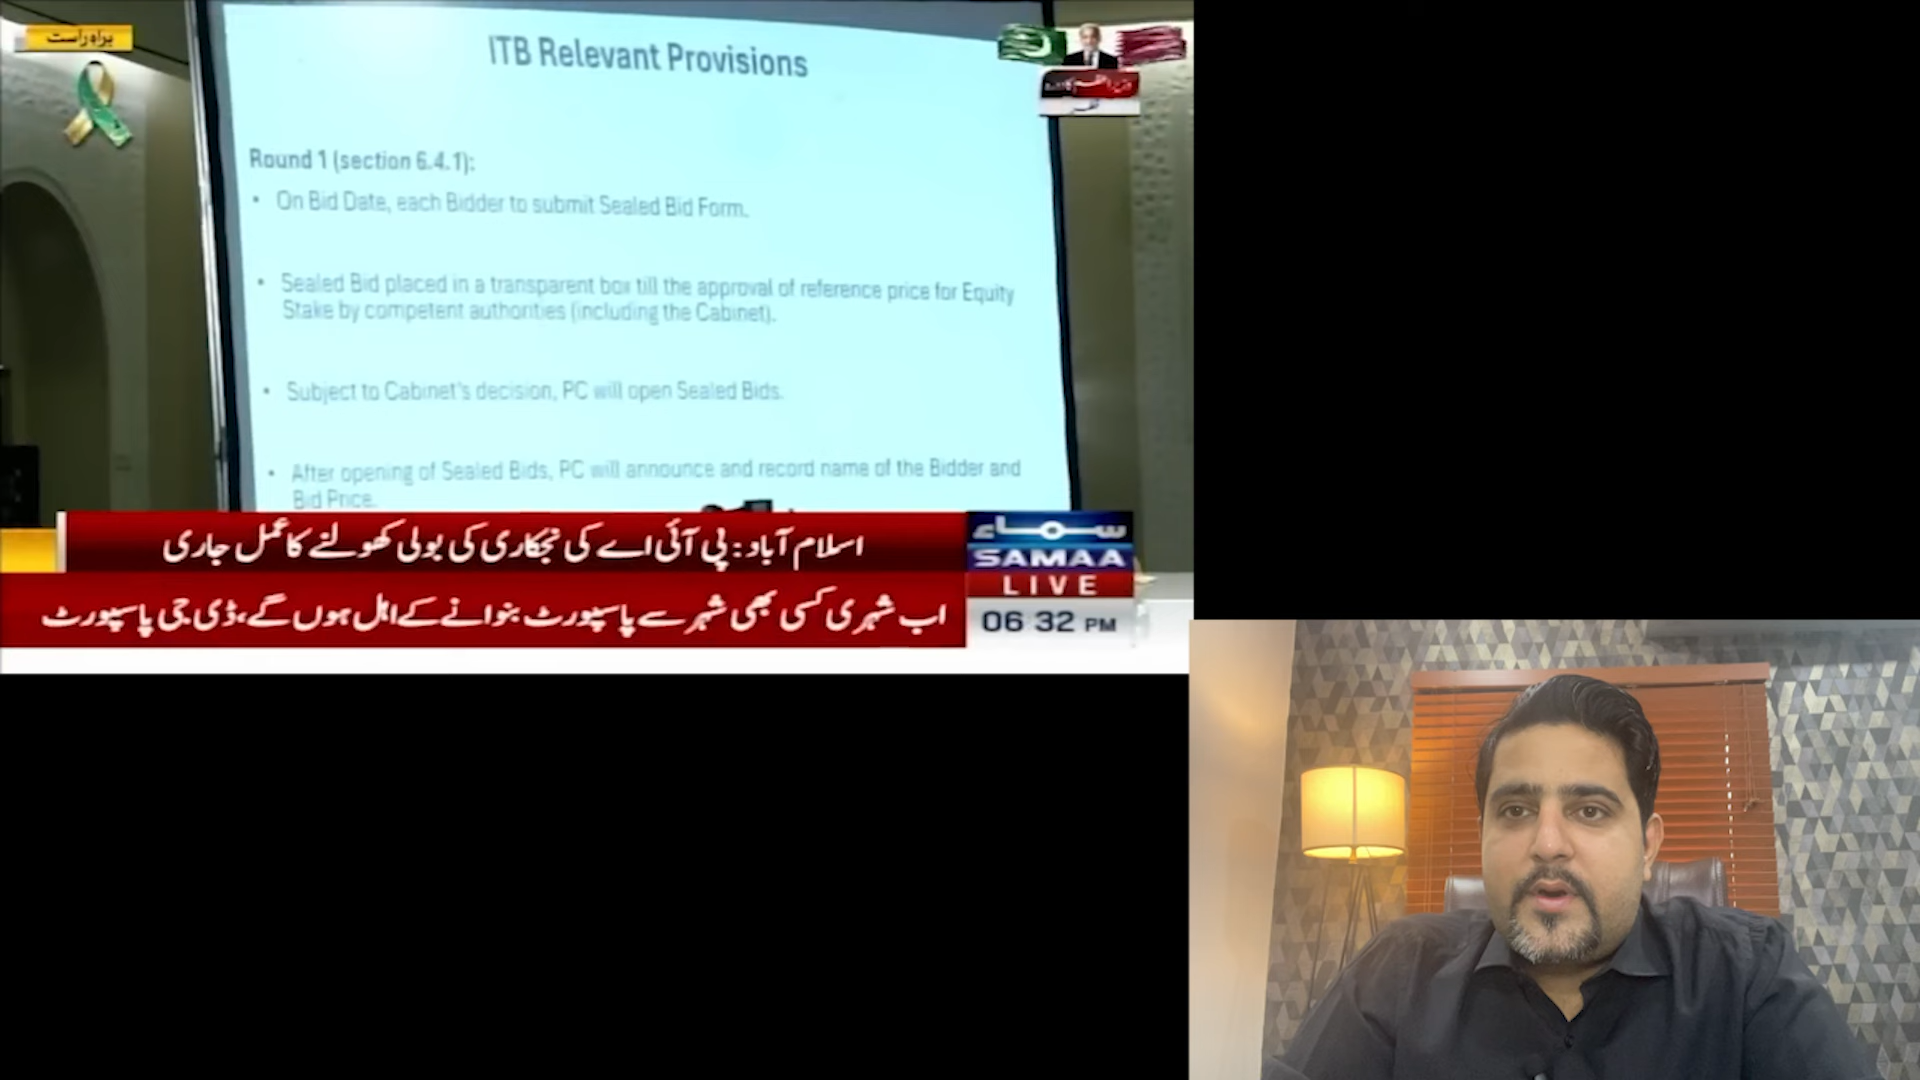 براہ راست
ITB Relevant Provisions
Round 1 (section 6.4.1):
• On Bid Date, each Bidder to submit Sealed Bid Form.
• Sealed Bid placed in a transparent box till the approval of reference price for Equity
Stake by competent authorities (including the Cabinet).
• Subject to Cabinet's decision, PC will open Sealed Bids.
• After opening of Sealed Bids, PC will announce and record name of the Bidder and
Bid Price.
اسلام آباد: پی آئی اے کی نجکاری کی بولی کھولنے کا عمل جاری
اب شہری کسی بھی شہر سے پاسپورٹ بنوانے کے اہل ہوں گے، ڈی جی پاسپورٹ
سماء
SAMAA
LIVE
06 32 PM